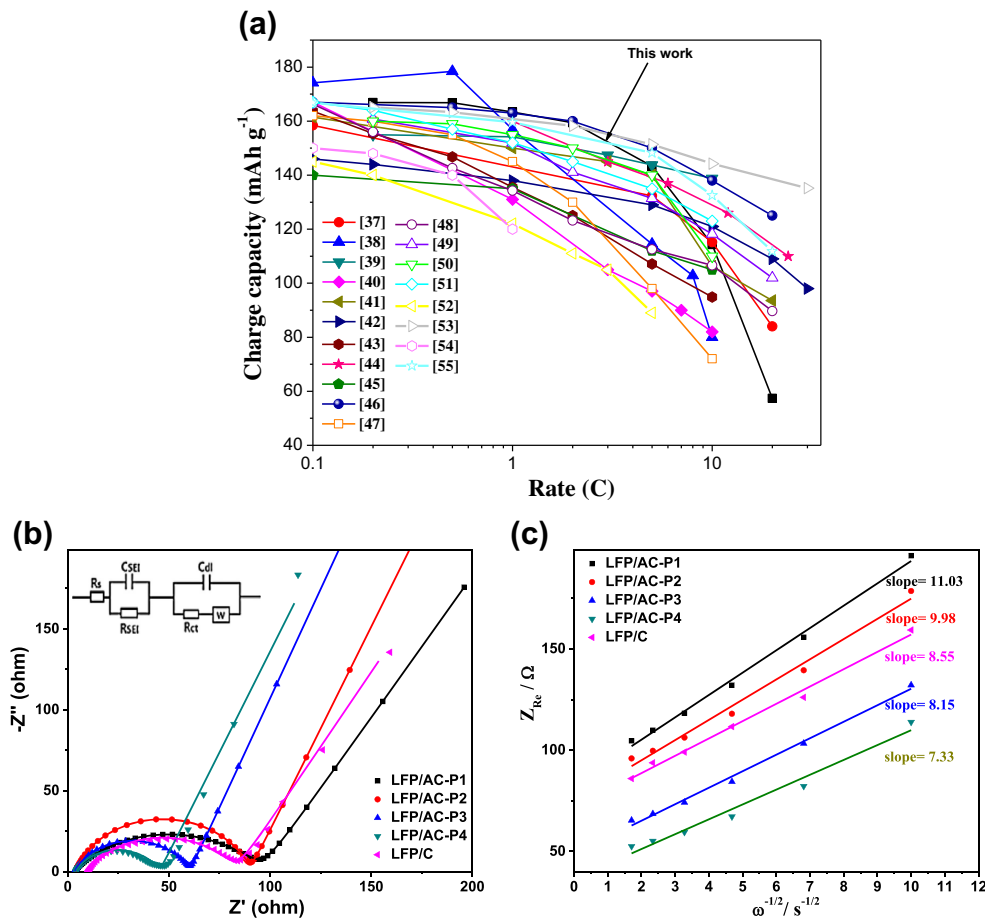 (a)
This work
Charge capacity (mAh g⁻¹)
180
160
140
120
100
80
60
40
[37]
[38]
[39]
[40]
[41]
[42]
[43]
[44]
[45]
[46]
[47]
[48]
[49]
[50]
[51]
[52]
[53]
[54]
[55]
0.1
1
10
Rate (C)
(b)
-Z'' (ohm)
175
150
125
100
75
50
25
0
Rs
CSEI
RSEI
Cdl
Rct
W
LFP/AC-P1
LFP/AC-P2
LFP/AC-P3
LFP/AC-P4
LFP/C
0 50 100 150 200
Z' (ohm)
(c)
ZRe / Ω
150
100
50
LFP/AC-P1
LFP/AC-P2
LFP/AC-P3
LFP/AC-P4
LFP/C
slope= 11.03
slope= 9.98
slope= 8.55
slope= 8.15
slope= 7.33
0 1 2 3 4 5 6 7 8 9 10 11 12
ω⁻¹/²/ s⁻¹/²